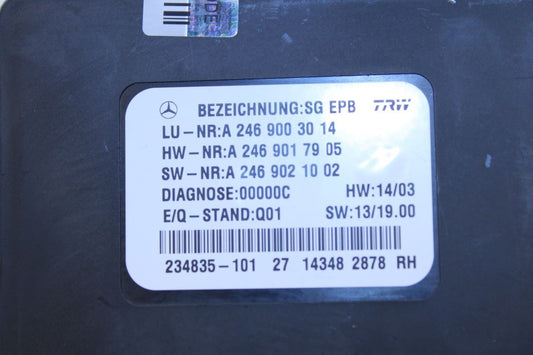 BEZEICHNUNG:SG EPB TRW
LU-NR:A 246 900 30 14
HW-NR:A 246 901 79 05
SW-NR:A 246 902 10 02
DIAGNOSE:00000C HW:14/03
E/Q-STAND:Q01 SW:13/19.00
234835-101 27 14348 2878 RH